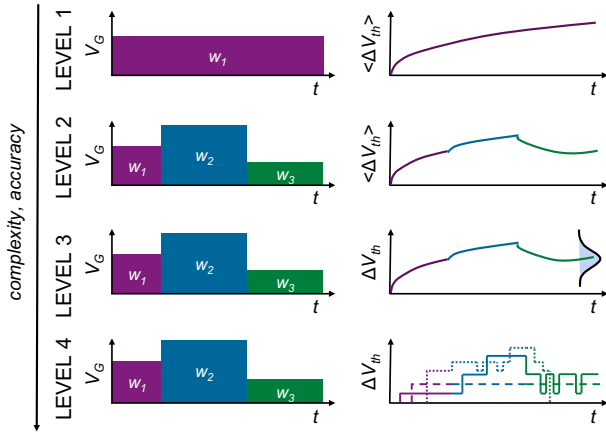 complexity, accuracy
LEVEL 1
V_G
w_1
t
<ΔV_th>
t
LEVEL 2
V_G
w_1
w_2
w_3
t
<ΔV_th>
t
LEVEL 3
V_G
w_1
w_2
w_3
t
ΔV_th
t
LEVEL 4
V_G
w_1
w_2
w_3
t
ΔV_th
t